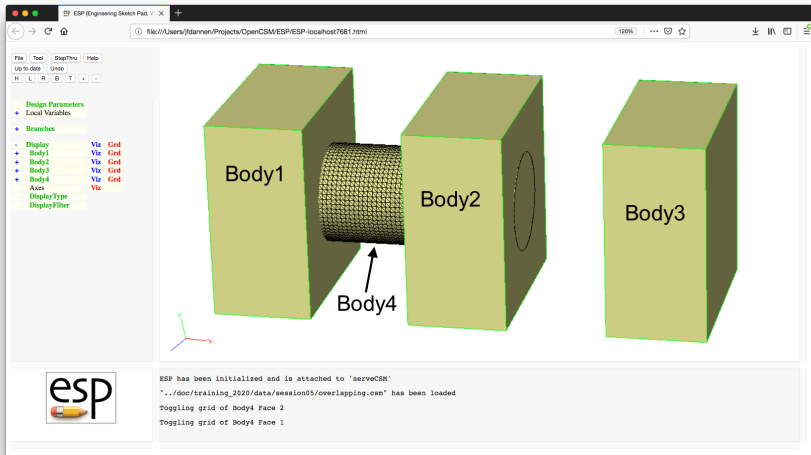 ESP (Engineering Sketch Pad, V
file:///Users/jfdannen/Projects/OpenCSM/ESP/ESP-localhost7681.html
120%
File Tool StepThru Help
Up to date Undo
H L R B T + -
Design Parameters
+ Local Variables
+ Branches
- Display Viz Grd
+ Body1 Viz Grd
+ Body2 Viz Grd
+ Body3 Viz Grd
+ Body4 Viz Grd
Axes Viz
DisplayType
DisplayFilter
Body1
Body2
Body3
Body4
Y
X
esp
ESP has been initialized and is attached to 'serveCSM'
"../doc/training_2020/data/session05/overlapping.csm" has been loaded
Toggling grid of Body4 Face 2
Toggling grid of Body4 Face 1